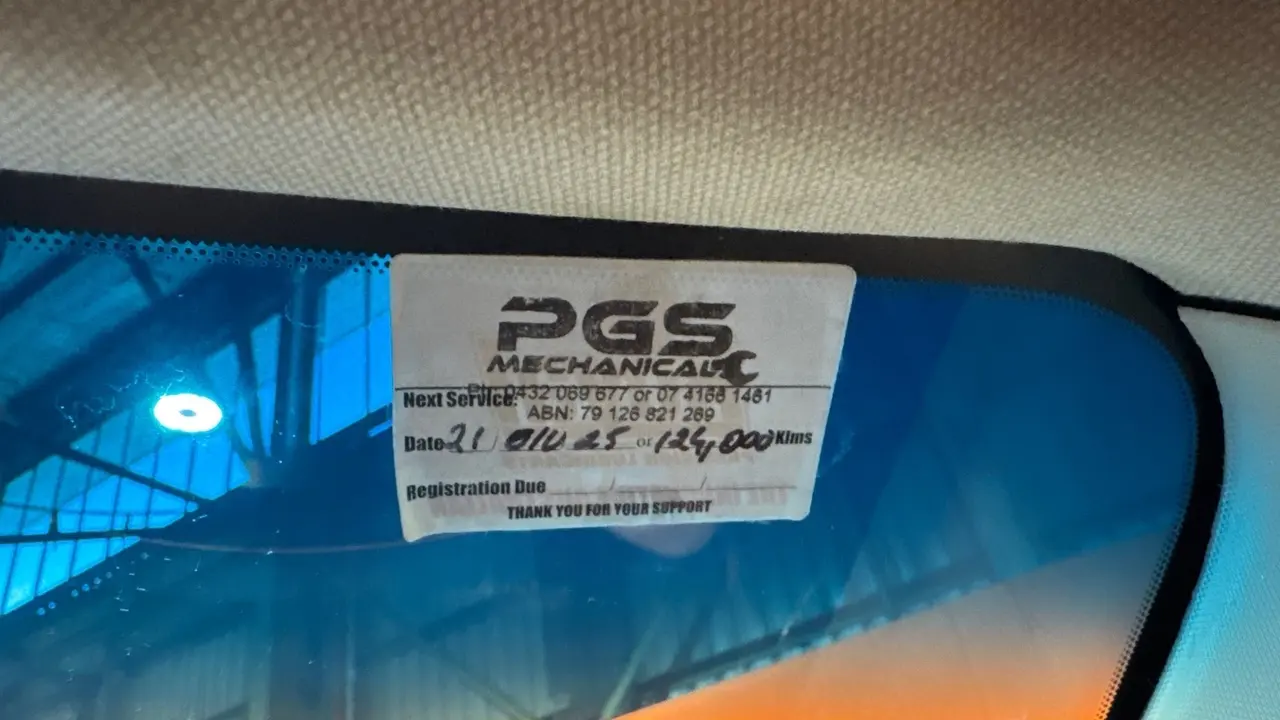 PGS
MECHANICAL
Ph: 0432 069 677 or 07 4166 1461
Next Service:
ABN: 79 126 821 269
Date 21 / 01 / 25 or 124,000 Klms
Registration Due / /
THANK YOU FOR YOUR SUPPORT